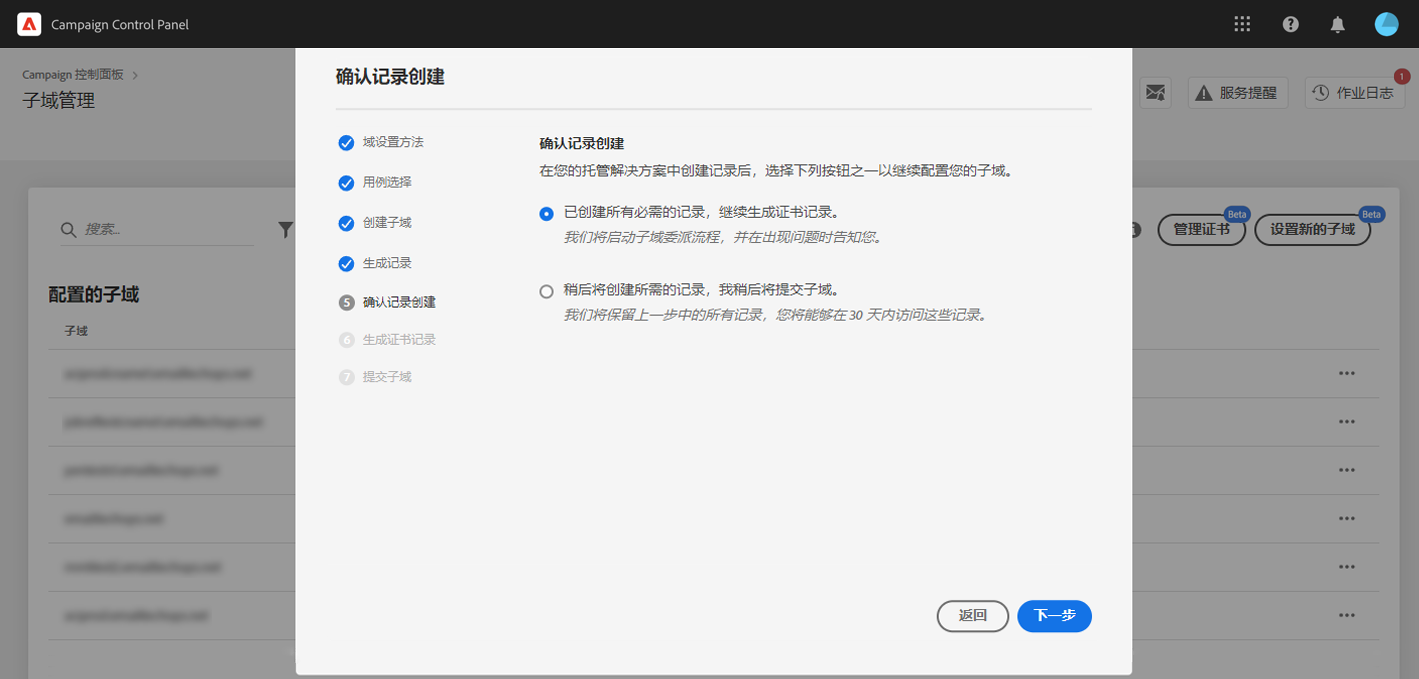 Campaign Control Panel
Campaign 控制面板
子域管理
服务提醒
作业日志
1
搜索..
管理证书
Beta
设置新的子域
Beta
配置的子域
子域
确认记录创建
域设置方法
用例选择
创建子域
生成记录
5 确认记录创建
6 生成证书记录
7 提交子域
确认记录创建
在您的托管解决方案中创建记录后，选择下列按钮之一以继续配置您的子域。
已创建所有必需的记录，继续生成证书记录。
我们将启动子域委派流程，并在出现问题时告知您。
稍后将创建所需的记录，我稍后将提交子域。
我们将保留上一步中的所有记录，您将能够在 30 天内访问这些记录。
返回
下一步